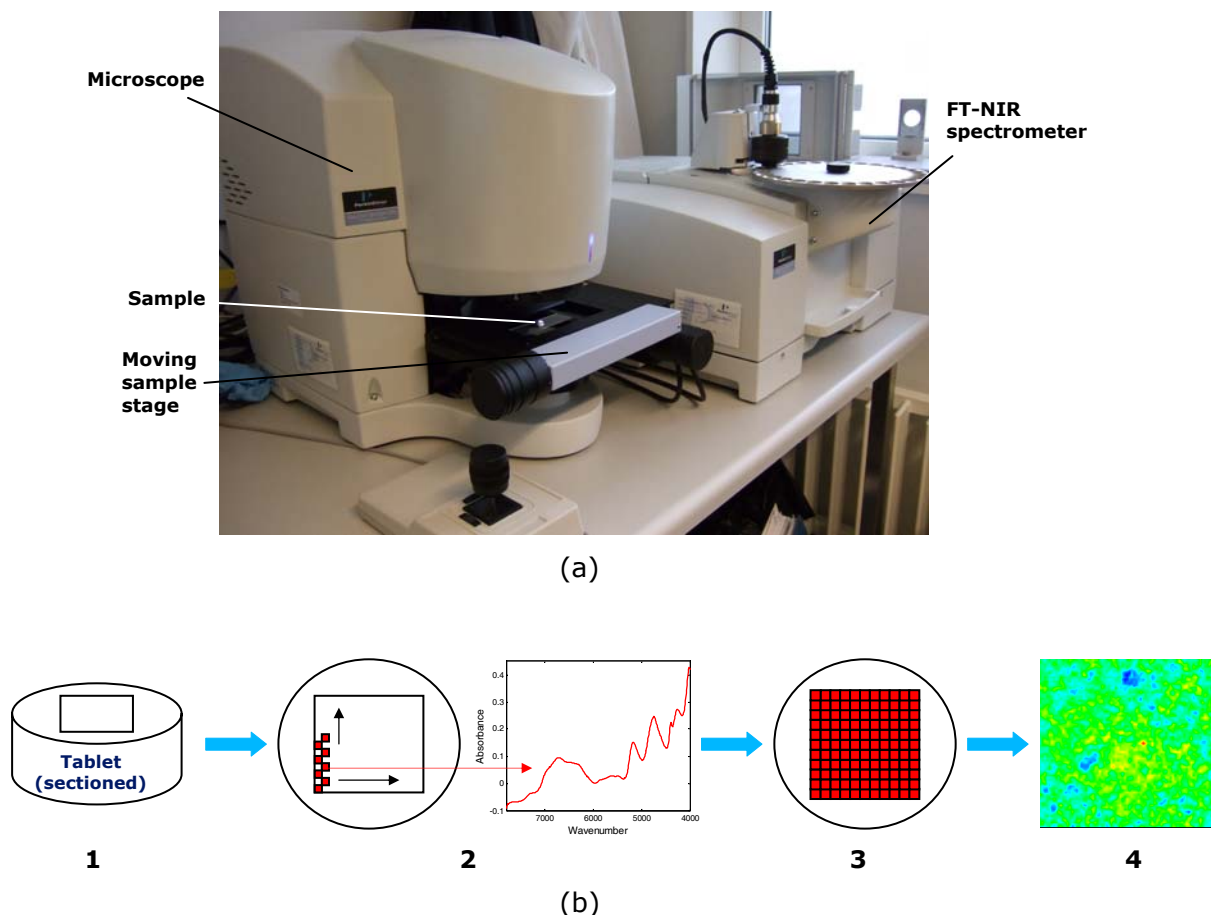 Microscope
FT-NIR
spectrometer
Sample
Moving
sample
stage
(a)
Tablet
(sectioned)
Absorbance
0.4
0.3
0.2
0.1
0
-0.1
7000
6000
5000
4000
Wavenumber
1
2
3
4
(b)